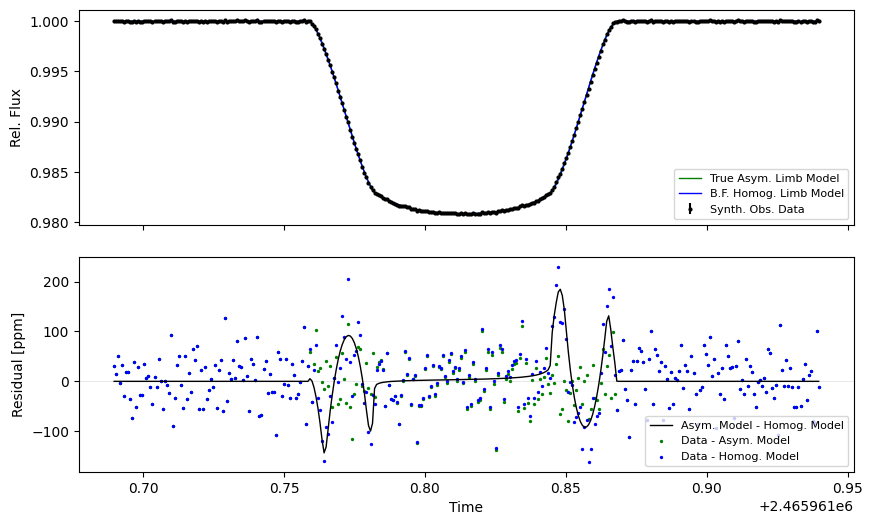 1.000
0.995
0.990
0.985
0.980
Rel. Flux
True Asym. Limb Model
B.F. Homog. Limb Model
Synth. Obs. Data
200
100
0
−100
Residual [ppm]
Asym. Model - Homog. Model
Data - Asym. Model
Data - Homog. Model
0.70
0.75
0.80
0.85
0.90
0.95
Time
+2.465961e6